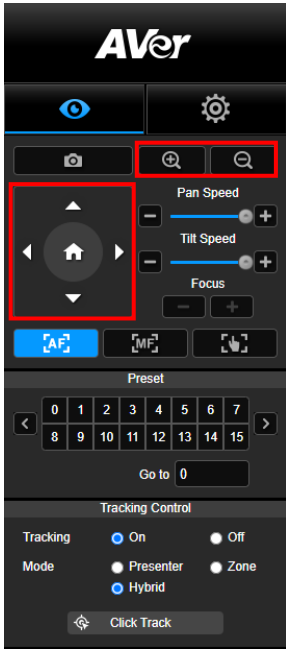 AVer
Pan Speed
Tilt Speed
Focus
[AF] [MF]
Preset
0 1 2 3 4 5 6 7
8 9 10 11 12 13 14 15
Go to 0
Tracking Control
Tracking On Off
Mode Presenter Zone
Hybrid
Click Track